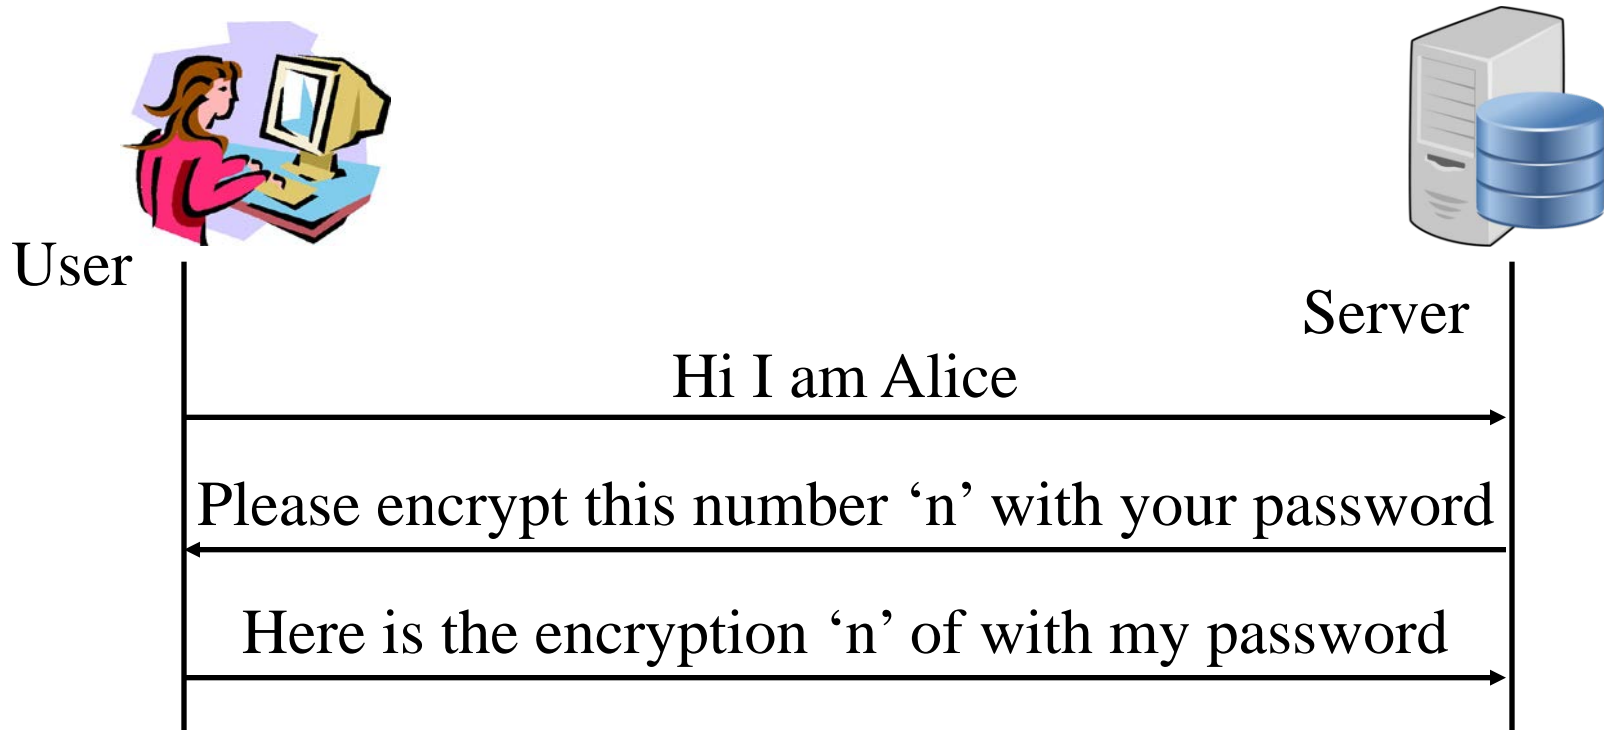 User
Server
Hi I am Alice
Please encrypt this number ‘n’ with your password
Here is the encryption ‘n’ of with my password